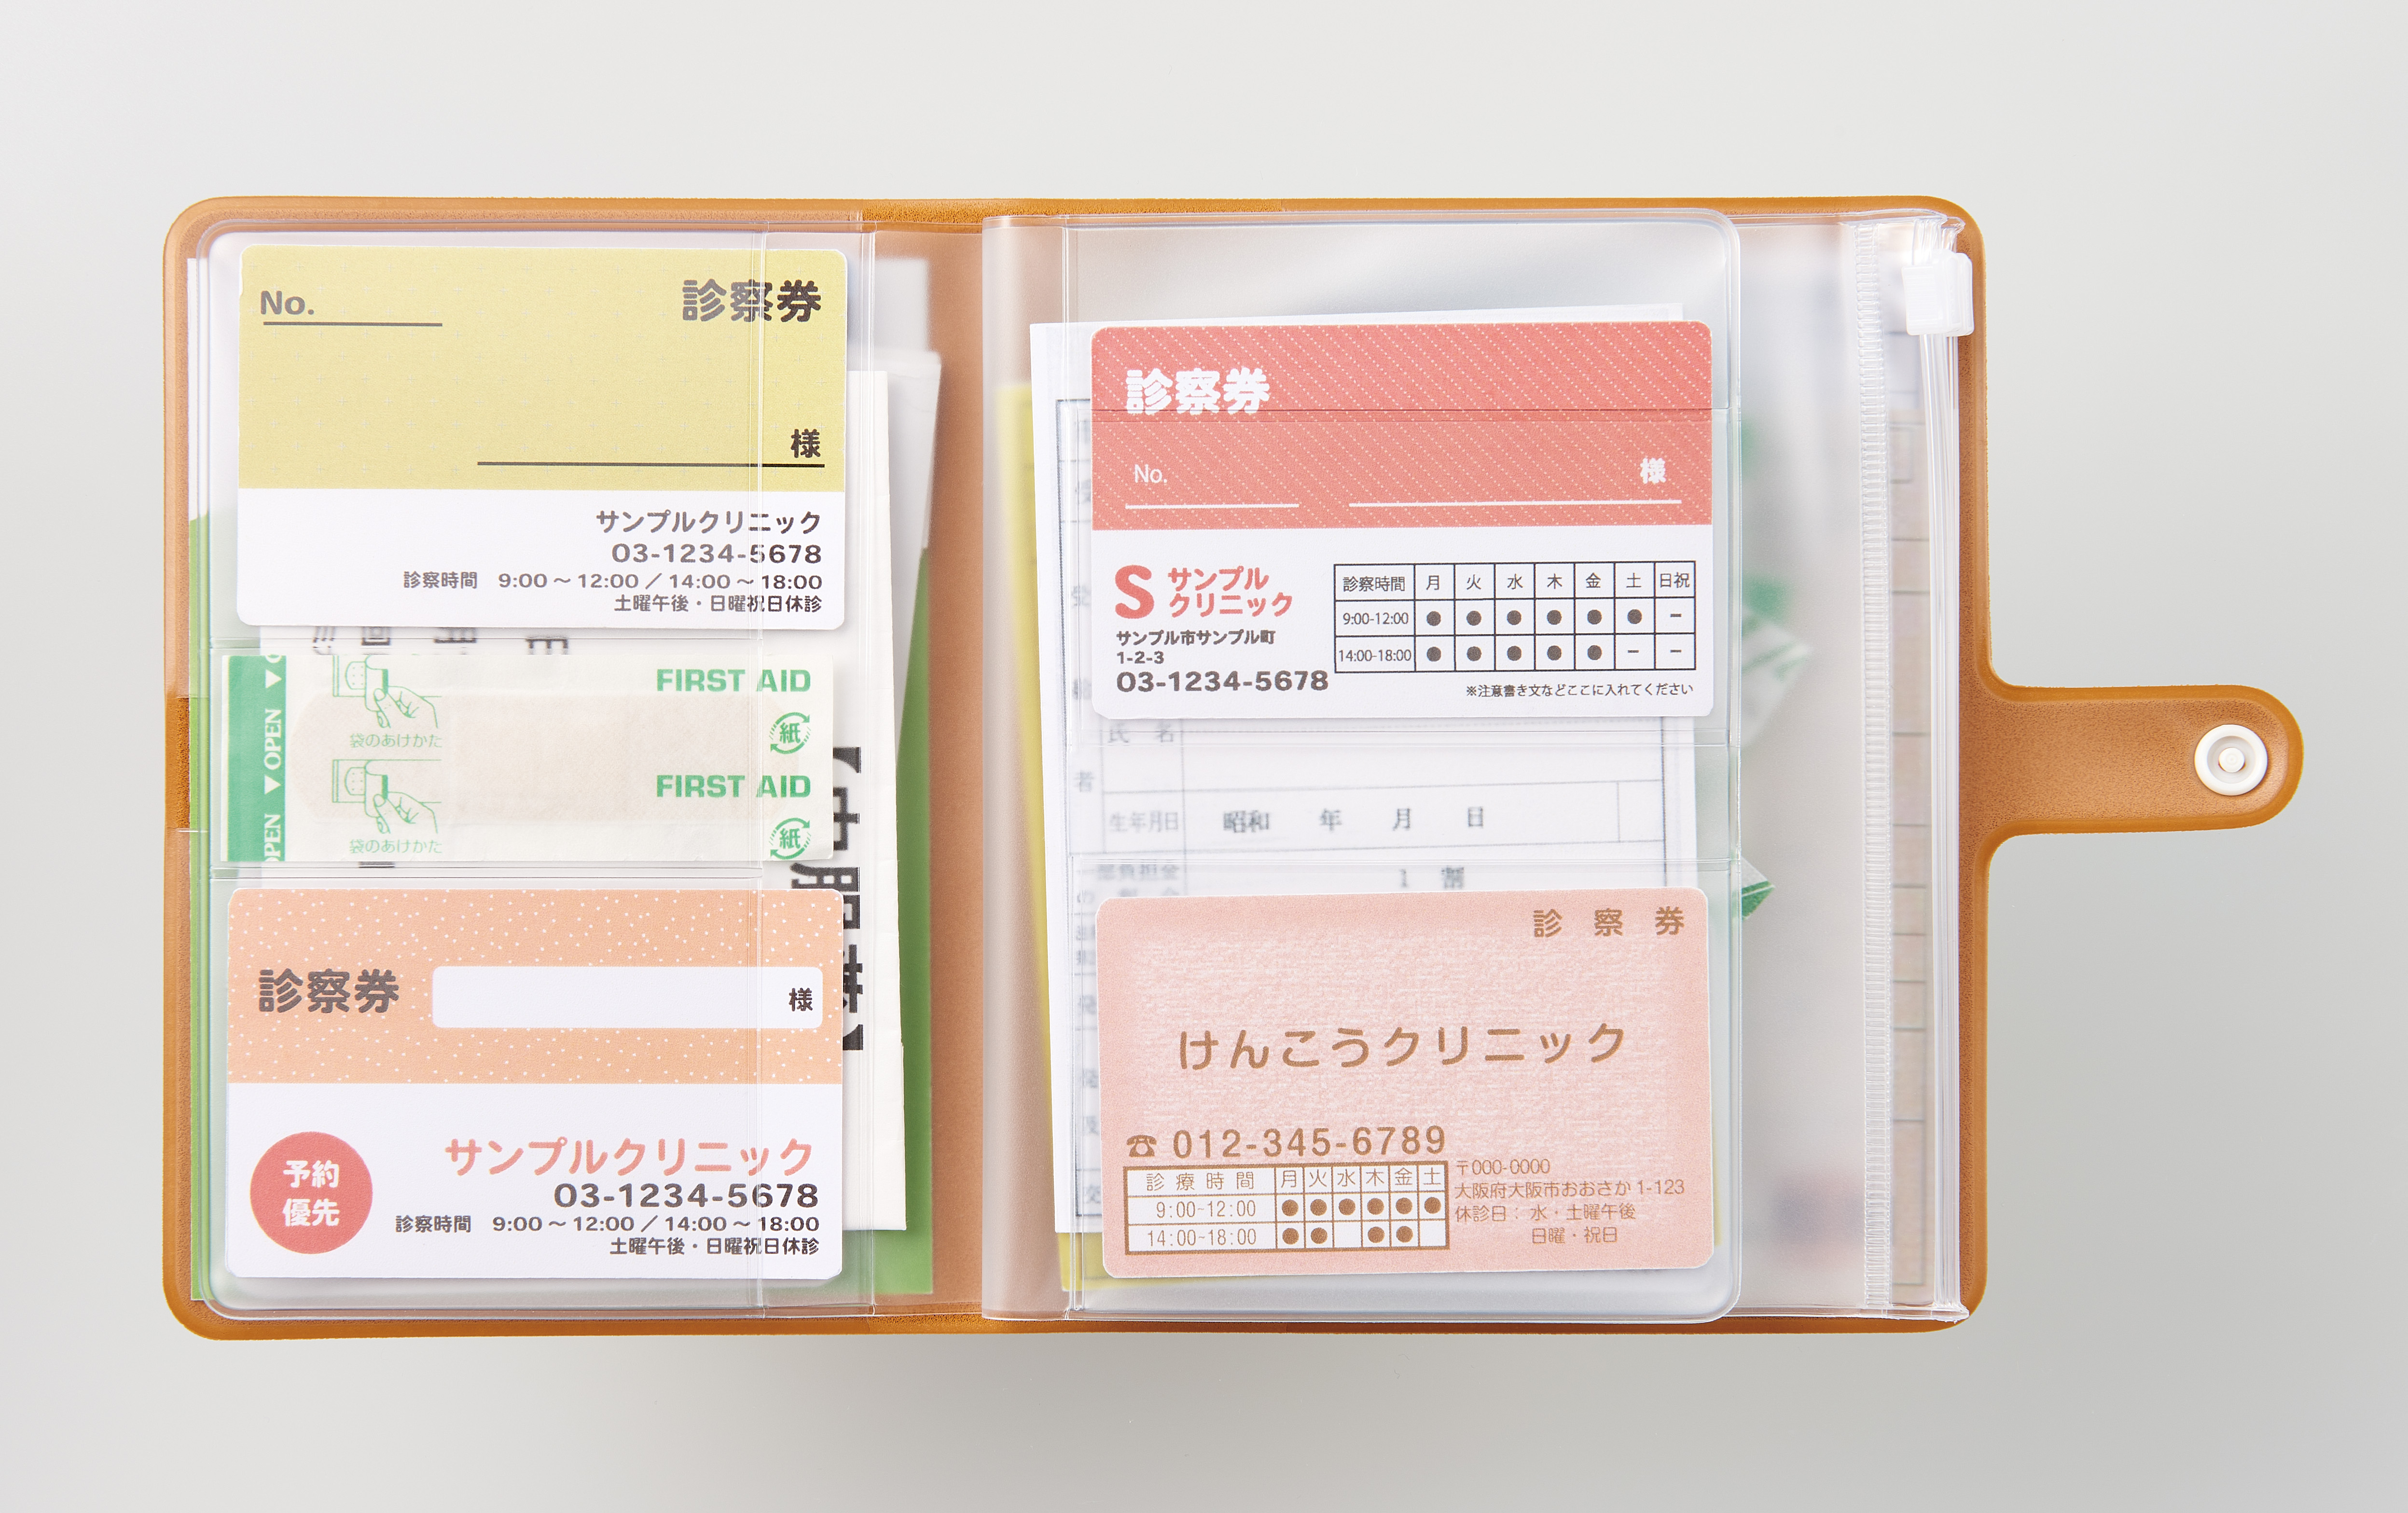 No.
診察券
様
サンプルクリニック
03-1234-5678
診察時間 9:00～12:00／14:00～18:00
土曜午後・日曜祝日休診
▼OPEN
FIRST AID
紙
袋のあけかた
FIRST AID
紙
袋のあけかた
診察券
様
予約
優先
サンプルクリニック
03-1234-5678
診察時間 9:00～12:00／14:00～18:00
土曜午後・日曜祝日休診
診察券
No.
様
S サンプル
クリニック
サンプル市サンプル町
1-2-3
03-1234-5678
診察時間 月 火 水 木 金 土 日祝
9:00-12:00 ● ● ● ● ● ● −
14:00-18:00 ● ● ● ● ● − −
※注意書き文などここに入れてください
氏名
者
生年月日 昭和 年 月 日
1 割
診察券
けんこうクリニック
☎ 012-345-6789
診療時間 月 火 水 木 金 土
9:00-12:00 ● ● ● ● ● ●
14:00-18:00 ● ● ● ●
〒000-0000
大阪府大阪市おおさか 1-123
休診日：水・土曜午後
日曜・祝日